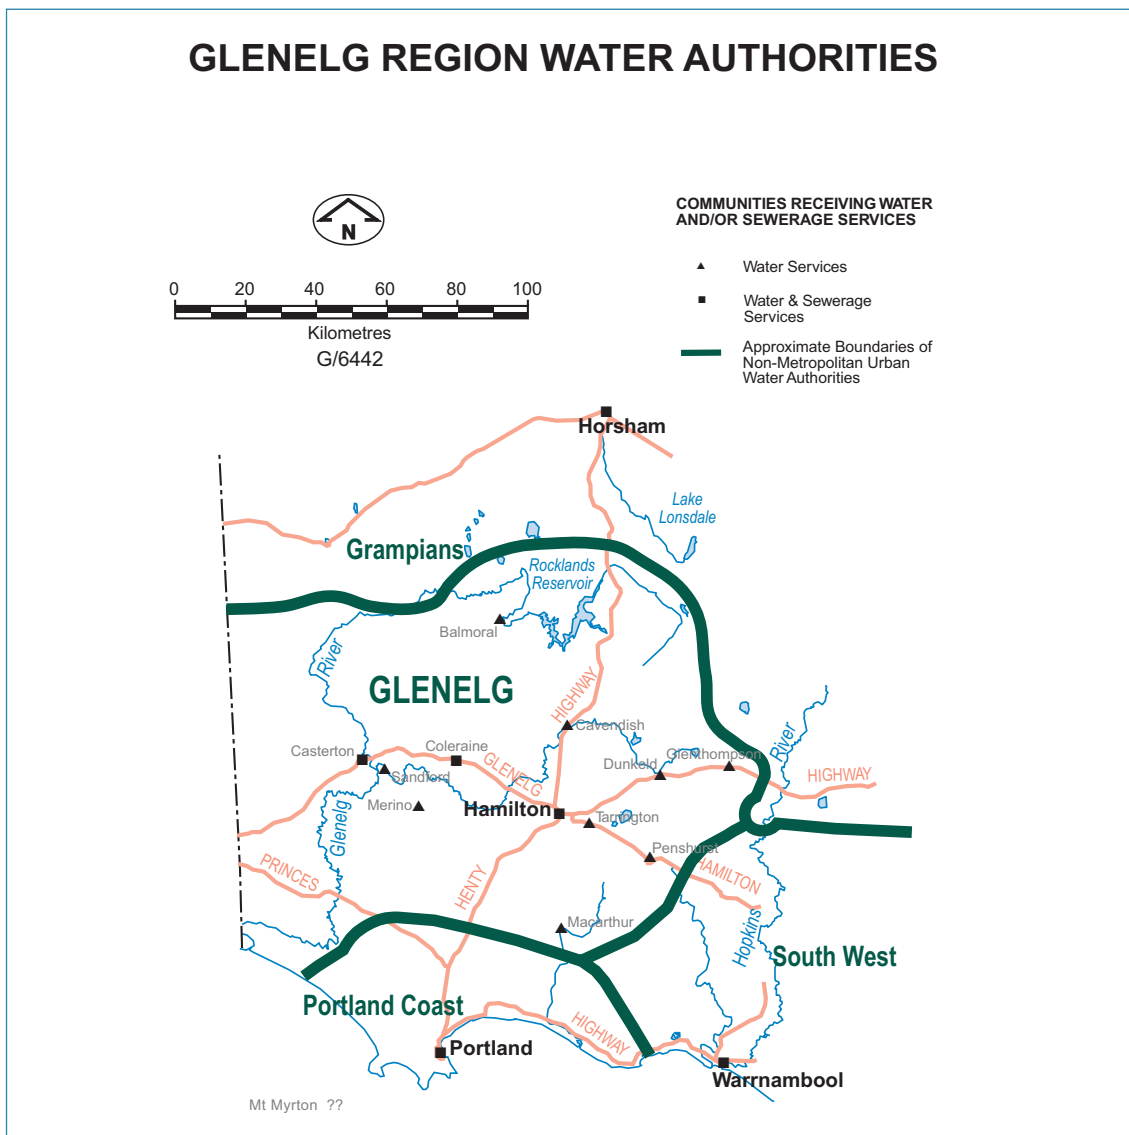 GLENELG REGION WATER AUTHORITIES
COMMUNITIES RECEIVING WATER
AND/OR SEWERAGE SERVICES
N
Water Services
0 20 40 60 80 100
Water & Sewerage
Services
Kilometres
G/6442
Approximate Boundaries of
Non-Metropolitan Urban
Water Authorities
Horsham
Lake
Lonsdale
Grampians
Rocklands
Reservoir
Balmoral
River
GLENELG
HIGHWAY
Cavendish
River
Casterton
Coleraine
Glenthompson
Dunkeld
GLENELG
Sandford
HIGHWAY
Merino
Hamilton
Tarrington
Glenelg
Penshurst
PRINCES
HENTY
HAMILTON
Macarthur
Hopkins
South West
Portland Coast
HIGHWAY
Portland
Warrnambool
Mt Myrton ??